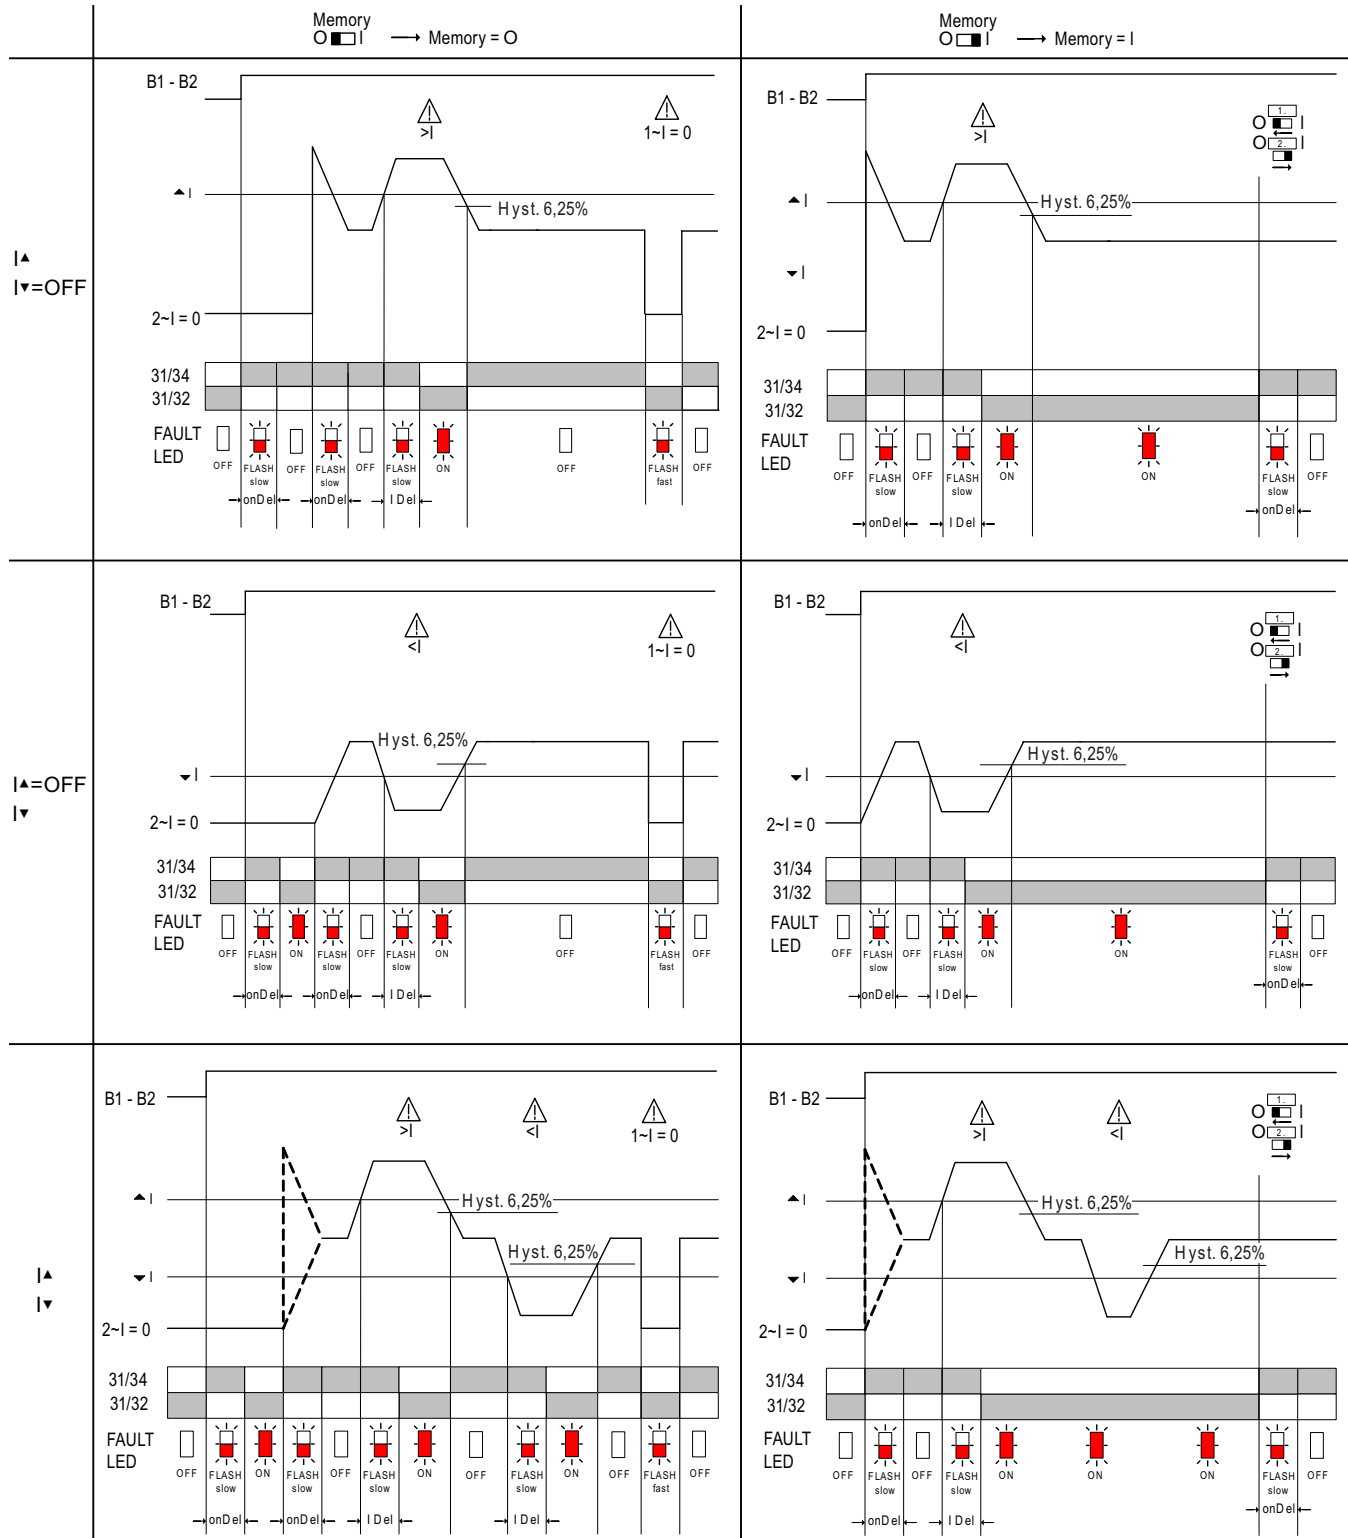 Memory
O I → Memory = O
Memory
O I → Memory = I
I▲
I▼=OFF
B1 - B2
>I
1~I = 0
▲ I
Hyst. 6,25%
2~I = 0
31/34
31/32
FAULT
LED
OFF FLASH slow OFF FLASH slow OFF FLASH slow ON OFF FLASH fast OFF
onDel onDel I Del
B1 - B2
>I
1.
O I
O 2. I
▲ I
Hyst. 6,25%
▼ I
2~I = 0
31/34
31/32
FAULT
LED
OFF FLASH slow OFF FLASH slow ON ON FLASH slow OFF
onDel I Del onDel
I▲=OFF
I▼
B1 - B2
<I
1~I = 0
Hyst. 6,25%
▼ I
2~I = 0
31/34
31/32
FAULT
LED
OFF FLASH slow ON FLASH slow OFF FLASH slow ON OFF FLASH fast OFF
onDel onDel I Del
B1 - B2
<I
1.
O I
O 2. I
Hyst. 6,25%
▼ I
2~I = 0
31/34
31/32
FAULT
LED
OFF FLASH slow OFF FLASH slow ON ON FLASH slow OFF
onDel I Del onDel
I▲
I▼
B1 - B2
>I
<I
1~I = 0
▲ I
Hyst. 6,25%
Hyst. 6,25%
▼ I
2~I = 0
31/34
31/32
FAULT
LED
OFF FLASH slow ON FLASH slow OFF FLASH slow ON OFF FLASH slow ON OFF FLASH fast OFF
onDel onDel I Del I Del
B1 - B2
>I
<I
1.
O I
O 2. I
▲ I
Hyst. 6,25%
Hyst. 6,25%
▼ I
2~I = 0
31/34
31/32
FAULT
LED
OFF FLASH slow OFF FLASH slow ON ON ON FLASH slow OFF
onDel I Del onDel